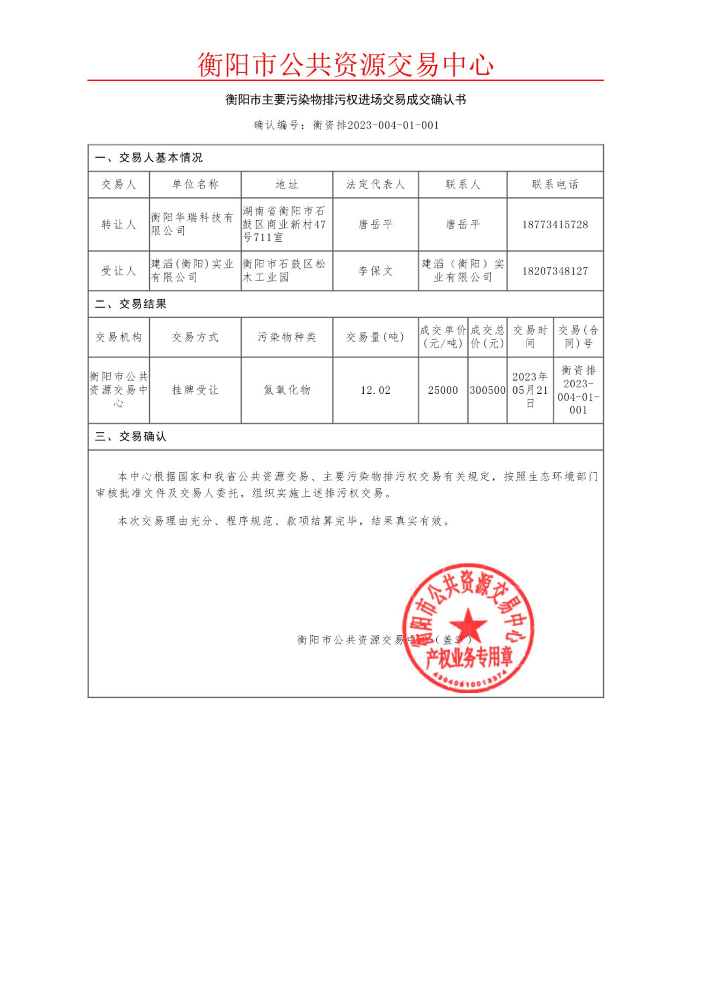 衡阳市公共资源交易中心
衡阳市主要污染物排污权进场交易成交确认书
确认编号：衡资排2023-004-01-001
一、交易人基本情况
交易人 单位名称 地址 法定代表人 联系人 联系电话
转让人 衡阳华瑞科技有限公司 湖南省衡阳市石鼓区商业新村47号711室 唐岳平 唐岳平 18773415728
受让人 建滔(衡阳)实业有限公司 衡阳市石鼓区松木工业园 李保文 建滔（衡阳）实业有限公司 18207348127
二、交易结果
交易机构 交易方式 污染物种类 交易量(吨) 成交单价(元/吨) 成交总价(元) 交易时间 交易(合同)号
衡阳市公共资源交易中心 挂牌受让 氮氧化物 12.02 25000 300500 2023年05月21日 衡资排2023-004-01-001
三、交易确认
本中心根据国家和我省公共资源交易、主要污染物排污权交易有关规定，按照生态环境部门
审核批准文件及交易人委托，组织实施上述排污权交易。
本次交易理由充分、程序规范、款项结算完毕，结果真实有效。
衡阳市公共资源交易中心（盖章）
衡阳市公共资源交易中心
产权业务专用章
43040810013374